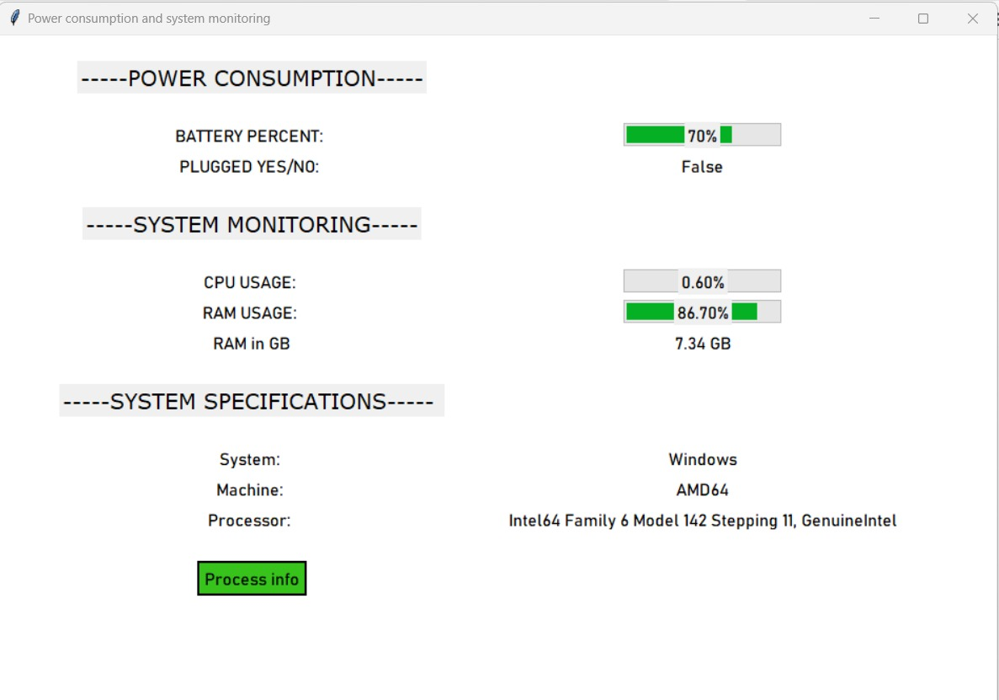 Power consumption and system monitoring
-----POWER CONSUMPTION-----
BATTERY PERCENT: 70%
PLUGGED YES/NO: False
-----SYSTEM MONITORING-----
CPU USAGE: 0.60%
RAM USAGE: 86.70%
RAM in GB 7.34 GB
-----SYSTEM SPECIFICATIONS-----
System: Windows
Machine: AMD64
Processor: Intel64 Family 6 Model 142 Stepping 11, GenuineIntel
Process info